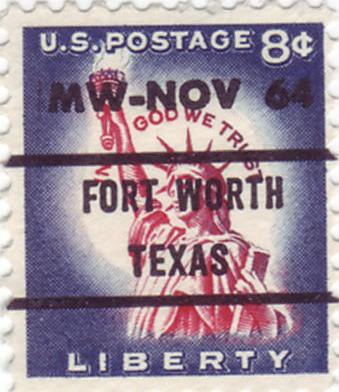 U.S. POSTAGE 8¢
MW-NOV 64
IN GOD WE TRUST
FORT WORTH
TEXAS
LIBERTY